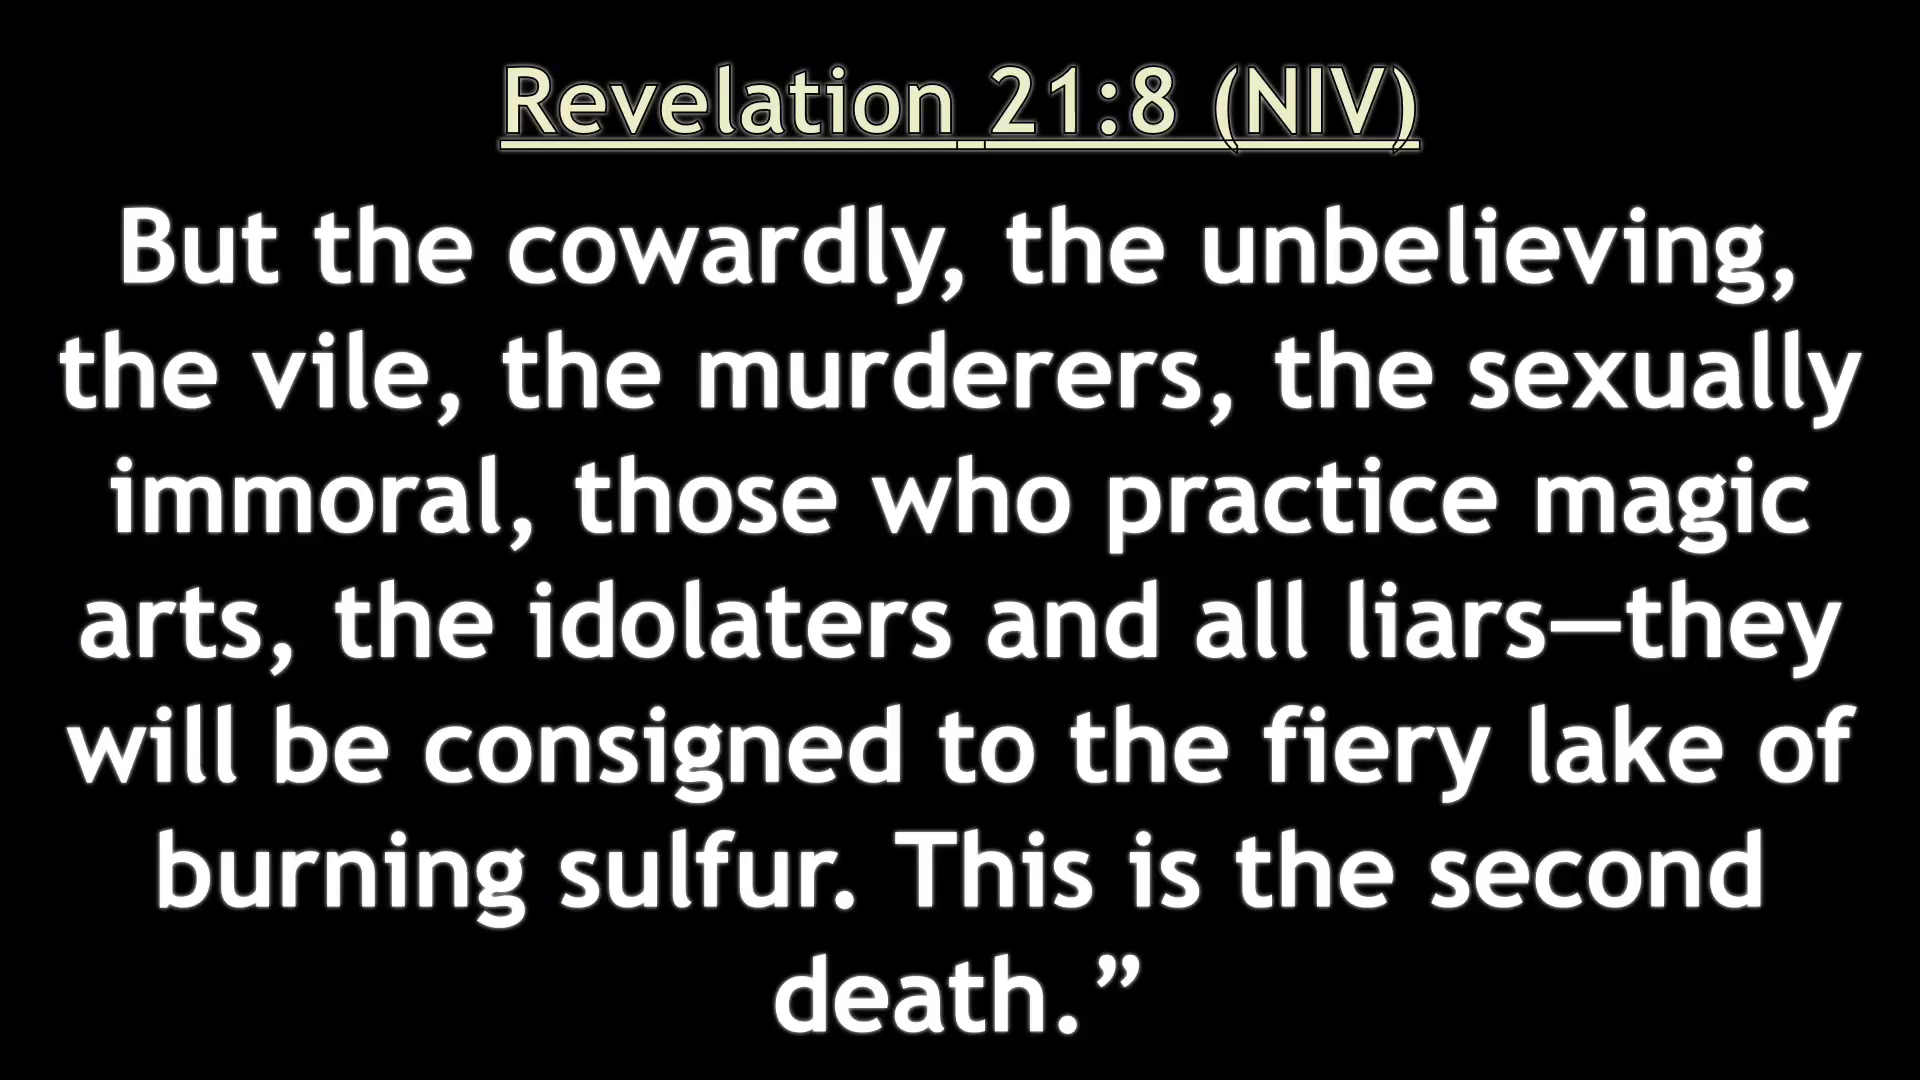 Revelation 21:8 (NIV)
But the cowardly, the unbelieving,
the vile, the murderers, the sexually
immoral, those who practice magic
arts, the idolaters and all liars—they
will be consigned to the fiery lake of
burning sulfur. This is the second
death.”